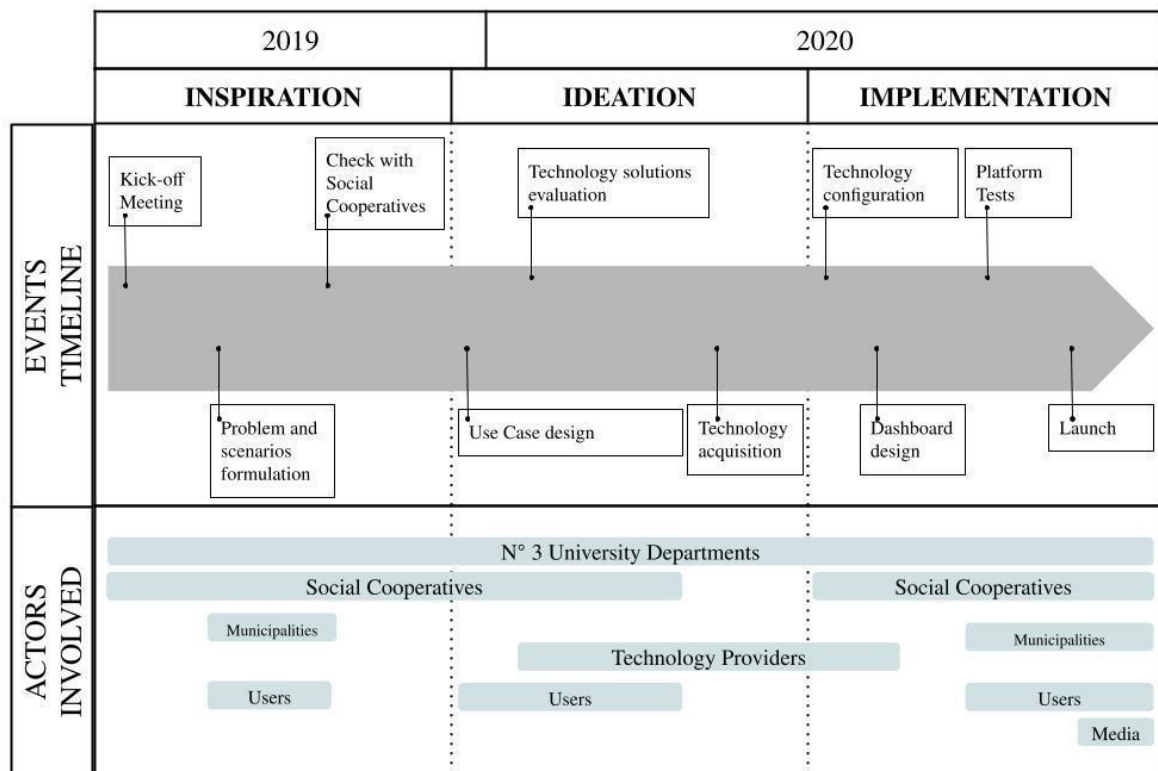 2019
2020
INSPIRATION
IDEATION
IMPLEMENTATION
EVENTS
TIMELINE
Kick-off
Meeting
Check with
Social
Cooperatives
Technology solutions
evaluation
Technology
configuration
Platform
Tests
Problem and
scenarios
formulation
Use Case design
Technology
acquisition
Dashboard
design
Launch
ACTORS
INVOLVED
N° 3 University Departments
Social Cooperatives
Social Cooperatives
Municipalities
Municipalities
Technology Providers
Users
Users
Users
Media